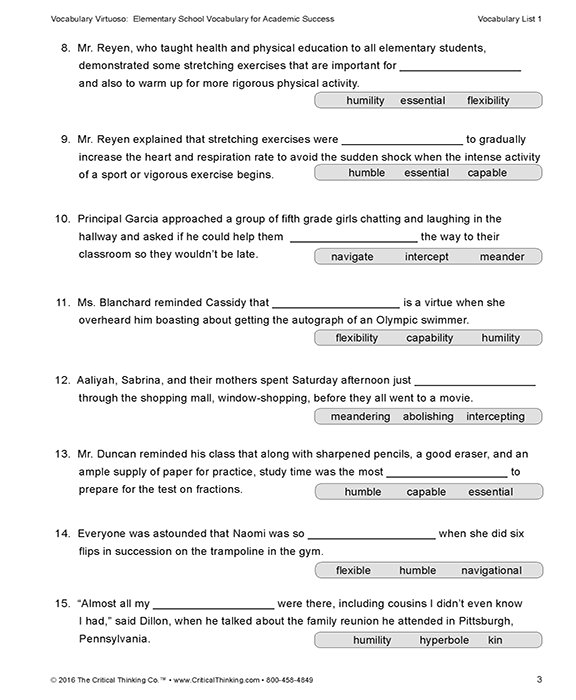 Vocabulary Virtuoso: Elementary School Vocabulary for Academic Success Vocabulary List 1
8. Mr. Reyen, who taught health and physical education to all elementary students,
demonstrated some stretching exercises that are important for ____________________
and also to warm up for more rigorous physical activity.
humility essential flexibility
9. Mr. Reyen explained that stretching exercises were ____________________ to gradually
increase the heart and respiration rate to avoid the sudden shock when the intense activity
of a sport or vigorous exercise begins.
humble essential capable
10. Principal Garcia approached a group of fifth grade girls chatting and laughing in the
hallway and asked if he could help them ____________________ the way to their
classroom so they wouldn't be late.
navigate intercept meander
11. Ms. Blanchard reminded Cassidy that ____________________ is a virtue when she
overheard him boasting about getting the autograph of an Olympic swimmer.
flexibility capability humility
12. Aaliyah, Sabrina, and their mothers spent Saturday afternoon just ____________________
through the shopping mall, window-shopping, before they all went to a movie.
meandering abolishing intercepting
13. Mr. Duncan reminded his class that along with sharpened pencils, a good eraser, and an
ample supply of paper for practice, study time was the most ____________________ to
prepare for the test on fractions.
humble capable essential
14. Everyone was astounded that Naomi was so ____________________ when she did six
flips in succession on the trampoline in the gym.
flexible humble navigational
15. “Almost all my ____________________ were there, including cousins I didn't even know
I had,” said Dillon, when he talked about the family reunion he attended in Pittsburgh,
Pennsylvania.
humility hyperbole kin
© 2016 The Critical Thinking Co.™ • www.CriticalThinking.com • 800-458-4849 3